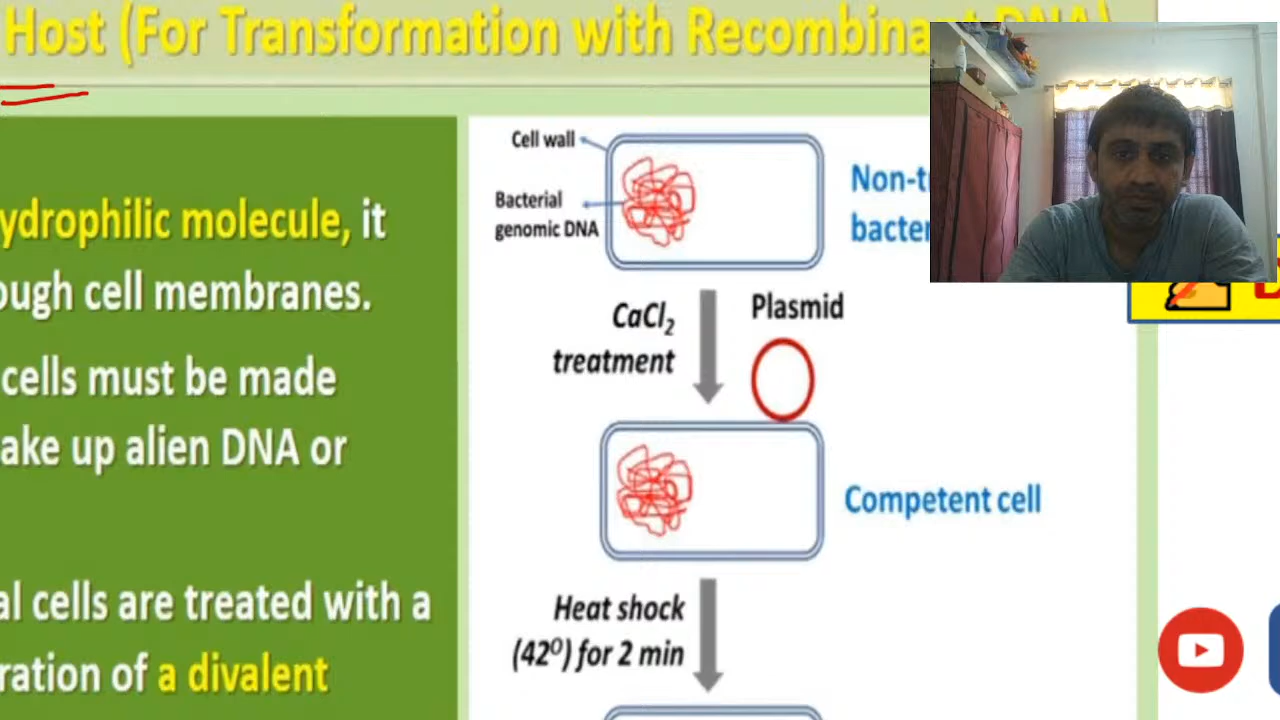 Host (For Transformation with Recombina DNA)
ydrophilic molecule, it
ough cell membranes.
cells must be made
ake up alien DNA or
al cells are treated with a
ration of a divalent
Cell wall
Bacterial
genomic DNA
Non-t
bacter
CaCl₂
treatment
Plasmid
Competent cell
Heat shock
(42⁰) for 2 min